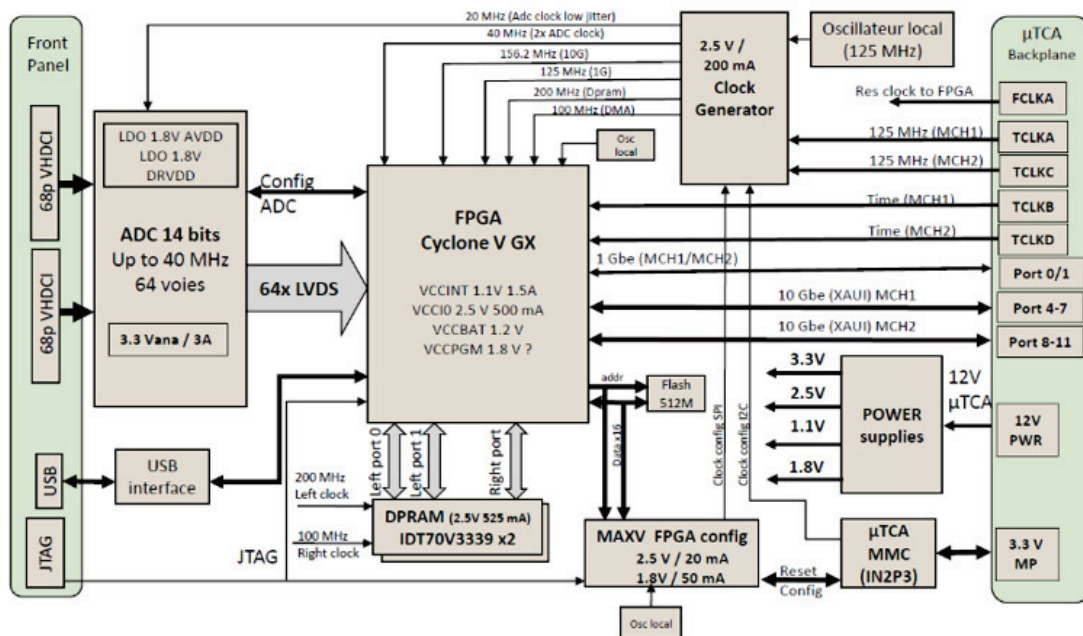 Front
Panel
68p VHDCI
68p VHDCI
USB
JTAG
20 MHz (Adc clock low jitter)
40 MHz (2x ADC clock)
156.2 MHz (10G)
125 MHz (1G)
200 MHz (Dpram)
100 MHz (DMA)
2.5 V /
200 mA
Clock
Generator
Oscillateur local
(125 MHz)
µTCA
Backplane
Res clock to FPGA
FCLKA
125 MHz (MCH1)
TCLKA
125 MHz (MCH2)
TCLKC
Time (MCH1)
TCLKB
Time (MCH2)
TCLKD
1 Gbe (MCH1/MCH2)
Port 0/1
10 Gbe (XAUI) MCH1
Port 4-7
10 Gbe (XAUI) MCH2
Port 8-11
LDO 1.8V AVDD
LDO 1.8V
DRVDD
ADC 14 bits
Up to 40 MHz
64 voies
3.3 Vana / 3A
Config
ADC
64x LVDS
Osc
local
FPGA
Cyclone V GX
VCCINT 1.1V 1.5A
VCCI0 2.5 V 500 mA
VCCBAT 1.2 V
VCCPGM 1.8 V ?
addr
Flash
512M
Data x16
Clock config SPI
Clock config I2C
3.3V
2.5V
1.1V
1.8V
POWER
supplies
12V
µTCA
12V
PWR
USB
interface
Left port 0
Left port 1
Right port
200 MHz
Left clock
100 MHz
Right clock
DPRAM (2.5V 525 mA)
IDT70V3339 x2
JTAG
MAXV FPGA config
2.5 V / 20 mA
1.8V / 50 mA
Osc local
Reset
Config
µTCA
MMC
(IN2P3)
3.3 V
MP